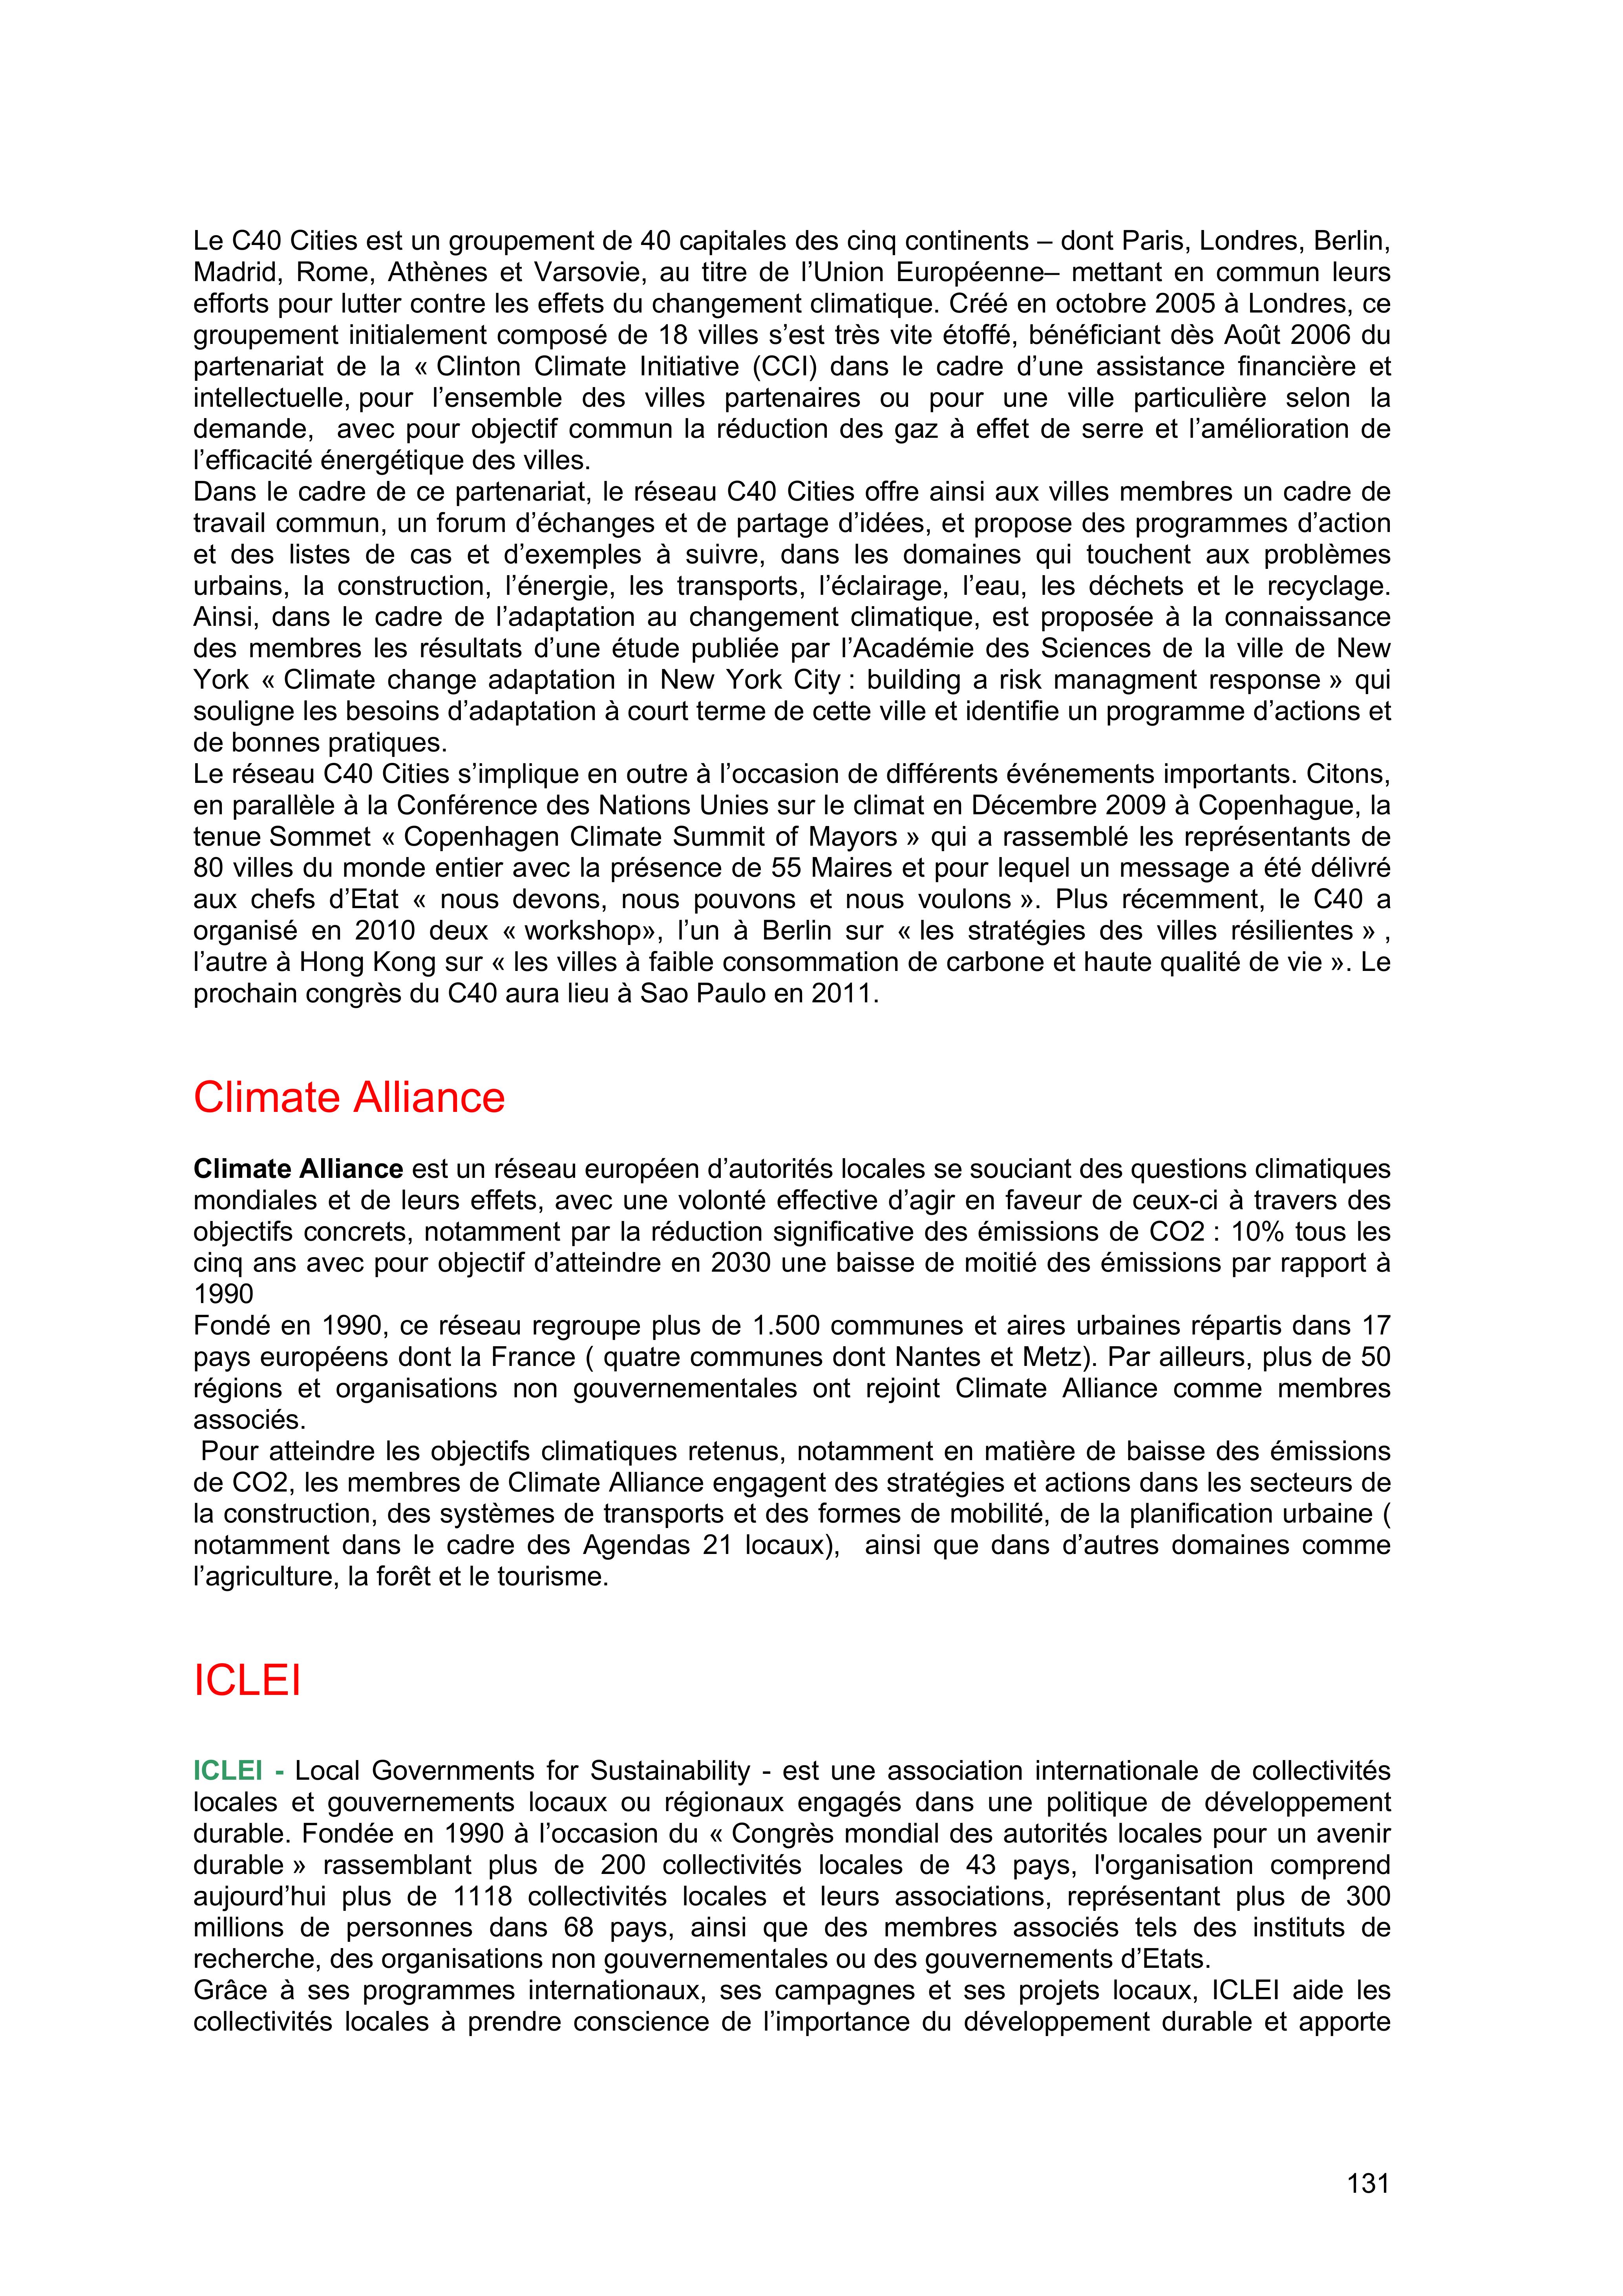 Le C40 Cities est un groupement de 40 capitales des cinq continents – dont Paris, Londres, Berlin,
Madrid, Rome, Athènes et Varsovie, au titre de l’Union Européenne– mettant en commun leurs
efforts pour lutter contre les effets du changement climatique. Créé en octobre 2005 à Londres, ce
groupement initialement composé de 18 villes s’est très vite étoffé, bénéficiant dès Août 2006 du
partenariat de la « Clinton Climate Initiative (CCI) dans le cadre d’une assistance financière et
intellectuelle, pour l’ensemble des villes partenaires ou pour une ville particulière selon la
demande, avec pour objectif commun la réduction des gaz à effet de serre et l’amélioration de
l’efficacité énergétique des villes.
Dans le cadre de ce partenariat, le réseau C40 Cities offre ainsi aux villes membres un cadre de
travail commun, un forum d’échanges et de partage d’idées, et propose des programmes d’action
et des listes de cas et d’exemples à suivre, dans les domaines qui touchent aux problèmes
urbains, la construction, l’énergie, les transports, l’éclairage, l’eau, les déchets et le recyclage.
Ainsi, dans le cadre de l’adaptation au changement climatique, est proposée à la connaissance
des membres les résultats d’une étude publiée par l’Académie des Sciences de la ville de New
York « Climate change adaptation in New York City : building a risk managment response » qui
souligne les besoins d’adaptation à court terme de cette ville et identifie un programme d’actions et
de bonnes pratiques.
Le réseau C40 Cities s’implique en outre à l’occasion de différents événements importants. Citons,
en parallèle à la Conférence des Nations Unies sur le climat en Décembre 2009 à Copenhague, la
tenue Sommet « Copenhagen Climate Summit of Mayors » qui a rassemblé les représentants de
80 villes du monde entier avec la présence de 55 Maires et pour lequel un message a été délivré
aux chefs d’Etat « nous devons, nous pouvons et nous voulons ». Plus récemment, le C40 a
organisé en 2010 deux « workshop», l’un à Berlin sur « les stratégies des villes résilientes » ,
l’autre à Hong Kong sur « les villes à faible consommation de carbone et haute qualité de vie ». Le
prochain congrès du C40 aura lieu à Sao Paulo en 2011.
Climate Alliance
Climate Alliance est un réseau européen d’autorités locales se souciant des questions climatiques
mondiales et de leurs effets, avec une volonté effective d’agir en faveur de ceux-ci à travers des
objectifs concrets, notamment par la réduction significative des émissions de CO2 : 10% tous les
cinq ans avec pour objectif d’atteindre en 2030 une baisse de moitié des émissions par rapport à
1990
Fondé en 1990, ce réseau regroupe plus de 1.500 communes et aires urbaines répartis dans 17
pays européens dont la France ( quatre communes dont Nantes et Metz). Par ailleurs, plus de 50
régions et organisations non gouvernementales ont rejoint Climate Alliance comme membres
associés.
Pour atteindre les objectifs climatiques retenus, notamment en matière de baisse des émissions
de CO2, les membres de Climate Alliance engagent des stratégies et actions dans les secteurs de
la construction, des systèmes de transports et des formes de mobilité, de la planification urbaine (
notamment dans le cadre des Agendas 21 locaux), ainsi que dans d’autres domaines comme
l’agriculture, la forêt et le tourisme.
ICLEI
ICLEI - Local Governments for Sustainability - est une association internationale de collectivités
locales et gouvernements locaux ou régionaux engagés dans une politique de développement
durable. Fondée en 1990 à l’occasion du « Congrès mondial des autorités locales pour un avenir
durable » rassemblant plus de 200 collectivités locales de 43 pays, l'organisation comprend
aujourd’hui plus de 1118 collectivités locales et leurs associations, représentant plus de 300
millions de personnes dans 68 pays, ainsi que des membres associés tels des instituts de
recherche, des organisations non gouvernementales ou des gouvernements d’Etats.
Grâce à ses programmes internationaux, ses campagnes et ses projets locaux, ICLEI aide les
collectivités locales à prendre conscience de l’importance du développement durable et apporte
131